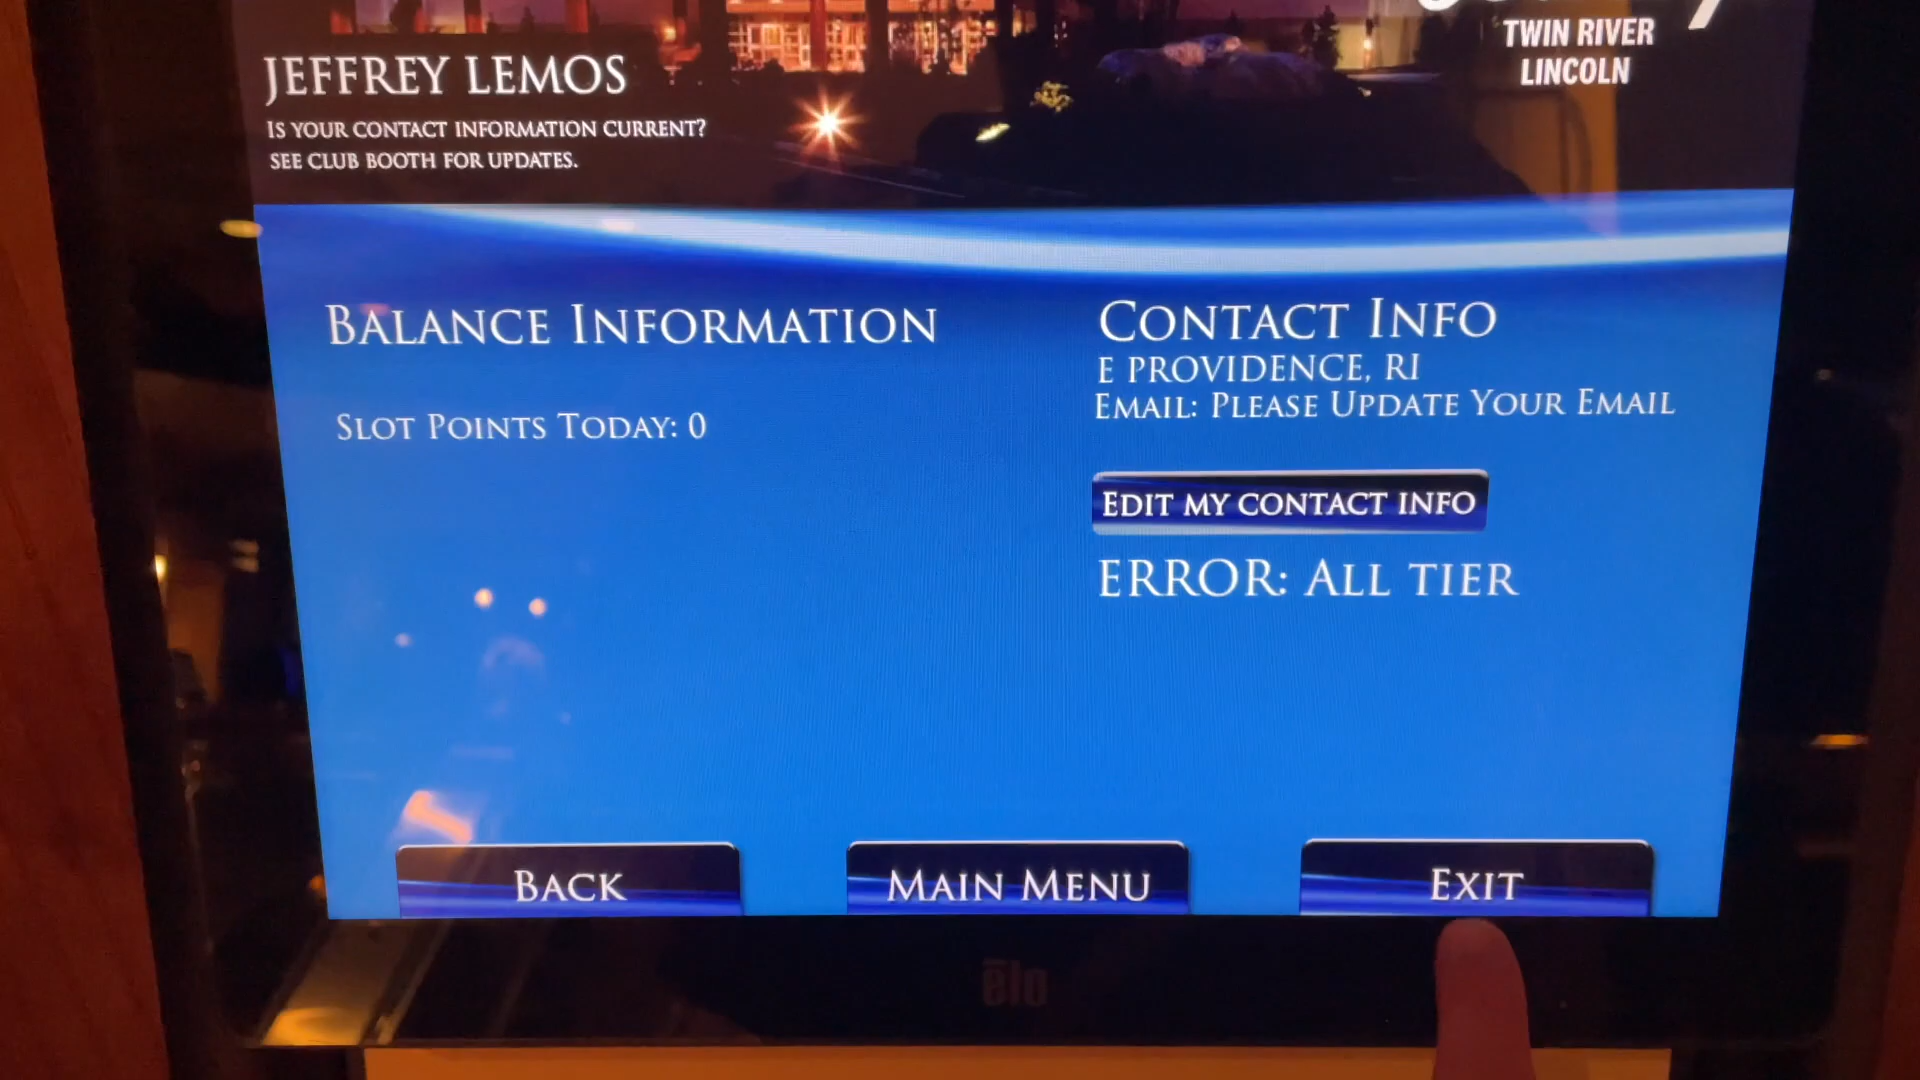 TWIN RIVER
LINCOLN
JEFFREY LEMOS
IS YOUR CONTACT INFORMATION CURRENT?
SEE CLUB BOOTH FOR UPDATES.
BALANCE INFORMATION
SLOT POINTS TODAY: 0
CONTACT INFO
E PROVIDENCE, RI
EMAIL: PLEASE UPDATE YOUR EMAIL
EDIT MY CONTACT INFO
ERROR: ALL TIER
BACK
MAIN MENU
EXIT
elo